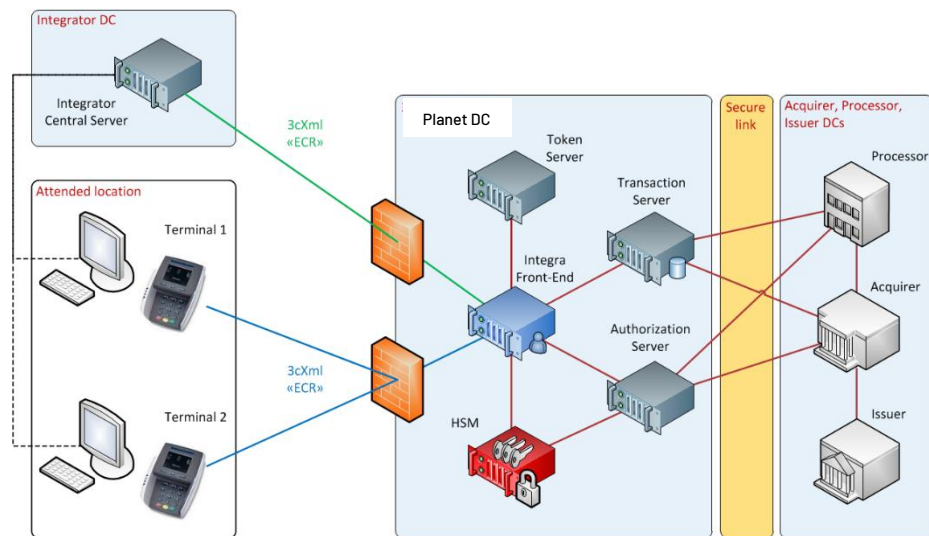 Integrator DC
Integrator
Central Server
3cXml
«ECR»
Attended location
Terminal 1
3cXml
«ECR»
Terminal 2
Planet DC
Token
Server
Transaction
Server
Integra
Front-End
Authorization
Server
HSM
Secure
link
Acquirer, Processor,
Issuer DCs
Processor
Acquirer
Issuer